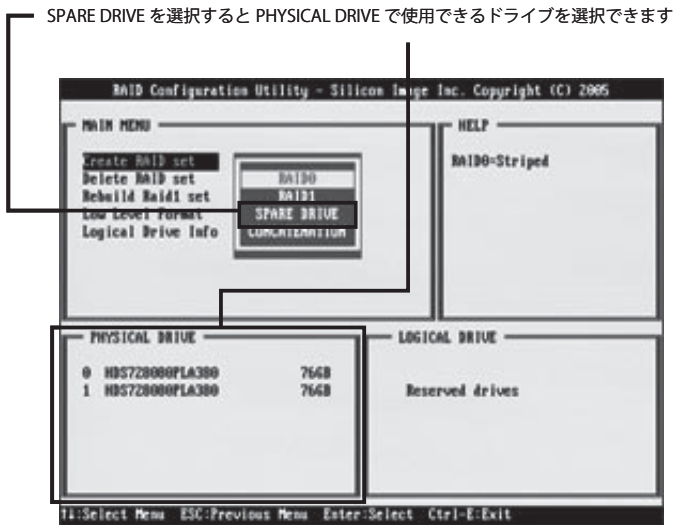 SPARE DRIVE を選択すると PHYSICAL DRIVE で使用できるドライブを選択できます
RAID Configuration Utility - Silicon Image Inc. Copyright (C) 2005
MAIN MENU
Create RAID set
Delete RAID set
Rebuild Raid1 set
Low Level Format
Logical Drive Info
RAID0
RAID1
SPARE DRIVE
CONCATENATION
HELP
RAID0=Striped
PHYSICAL DRIVE
0 HDS728080PLA380 76GB
1 HDS728080PLA380 76GB
LOGICAL DRIVE
Reserved drives
↑↓:Select Menu ESC:Previous Menu Enter:Select Ctrl-E:Exit